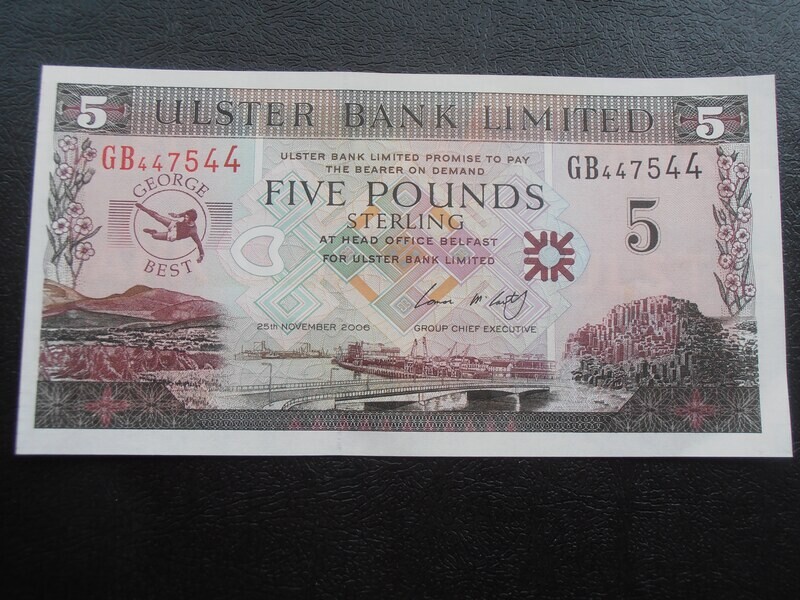 5 ULSTER BANK LIMITED 5
GB447544
GB447544
ULSTER BANK LIMITED PROMISE TO PAY
THE BEARER ON DEMAND
FIVE POUNDS
STERLING
AT HEAD OFFICE BELFAST
FOR ULSTER BANK LIMITED
GEORGE
BEST
5
25TH NOVEMBER 2006
GROUP CHIEF EXECUTIVE